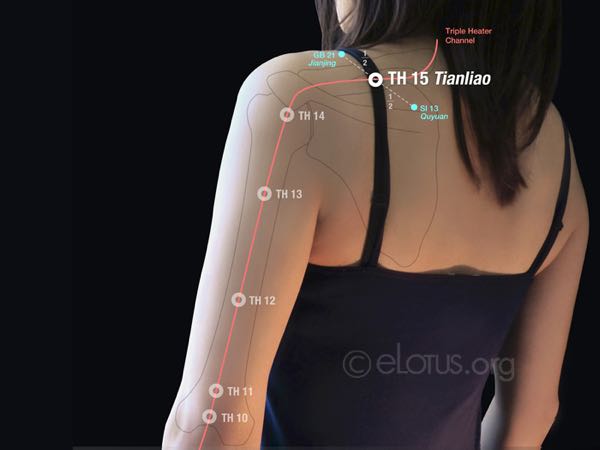 Triple Heater
Channel
GB 21
Jianjing
1
2
TH 15 Tianliao
1
2
SI 13
Quyuan
TH 14
TH 13
TH 12
© eLotus.org
TH 11
TH 10